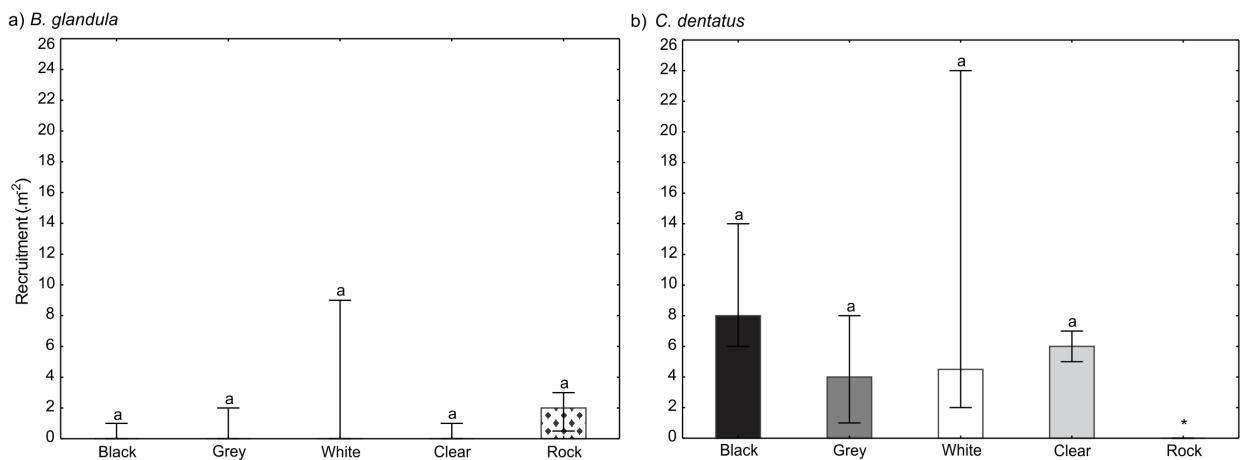 a) B. glandula
Recruitment (.m-2)
26
24
22
20
18
16
14
12
10
8
6
4
2
0
a
a
a
a
a
Black
Grey
White
Clear
Rock
b) C. dentatus
26
24
22
20
18
16
14
12
10
8
6
4
2
0
a
a
a
a
*
Black
Grey
White
Clear
Rock